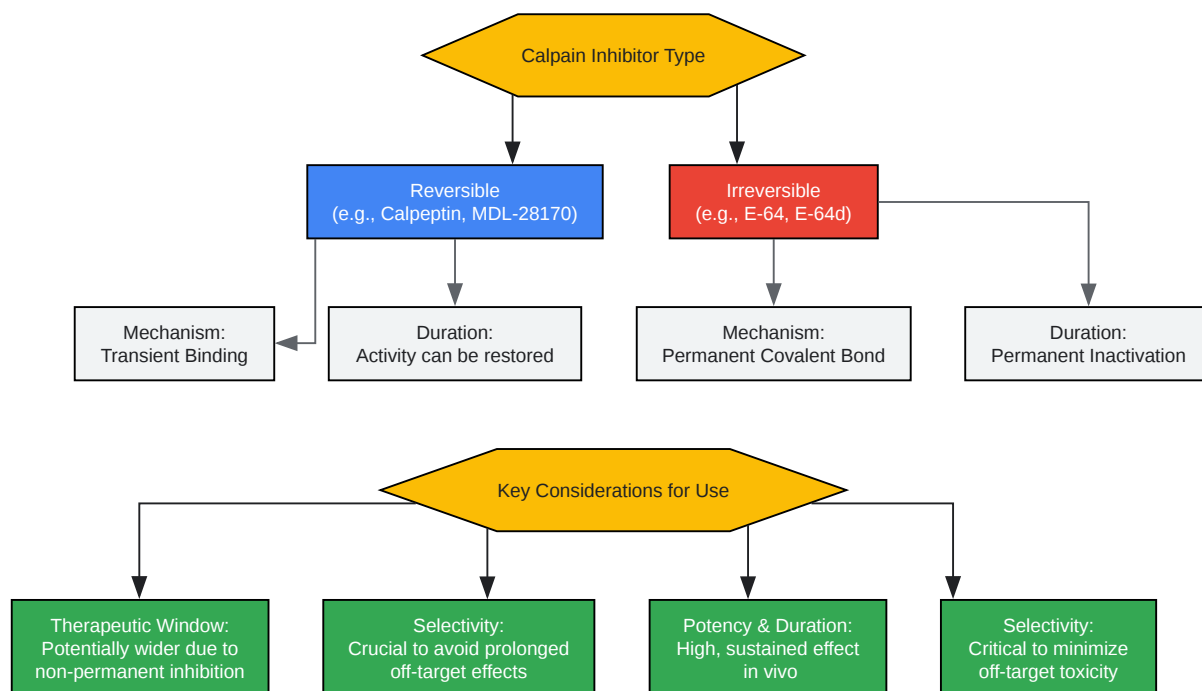 Calpain Inhibitor Type
Reversible
(e.g., Calpeptin, MDL-28170)
Irreversible
(e.g., E-64, E-64d)
Mechanism:
Transient Binding
Duration:
Activity can be restored
Mechanism:
Permanent Covalent Bond
Duration:
Permanent Inactivation
Key Considerations for Use
Therapeutic Window:
Potentially wider due to
non-permanent inhibition
Selectivity:
Crucial to avoid prolonged
off-target effects
Potency & Duration:
High, sustained effect
in vivo
Selectivity:
Critical to minimize
off-target toxicity